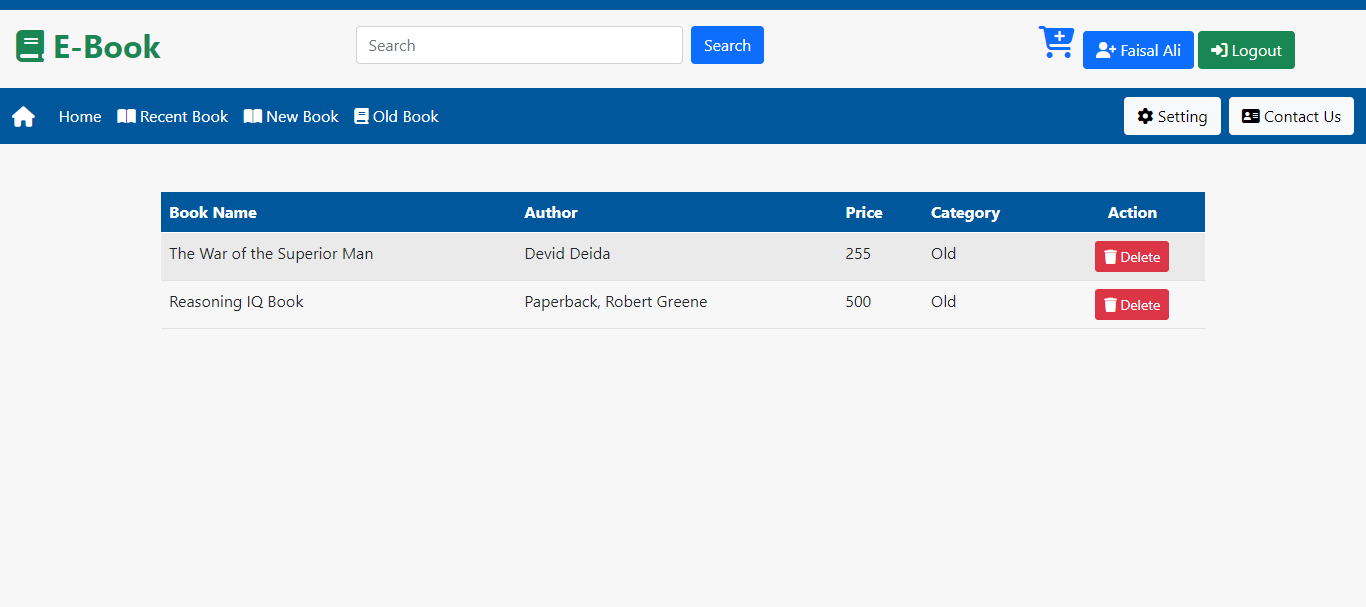 E-Book Search Search Faisal Ali Logout
Home Recent Book New Book Old Book Setting Contact Us
Book Name Author Price Category Action
The War of the Superior Man Devid Deida 255 Old Delete
Reasoning IQ Book Paperback, Robert Greene 500 Old Delete